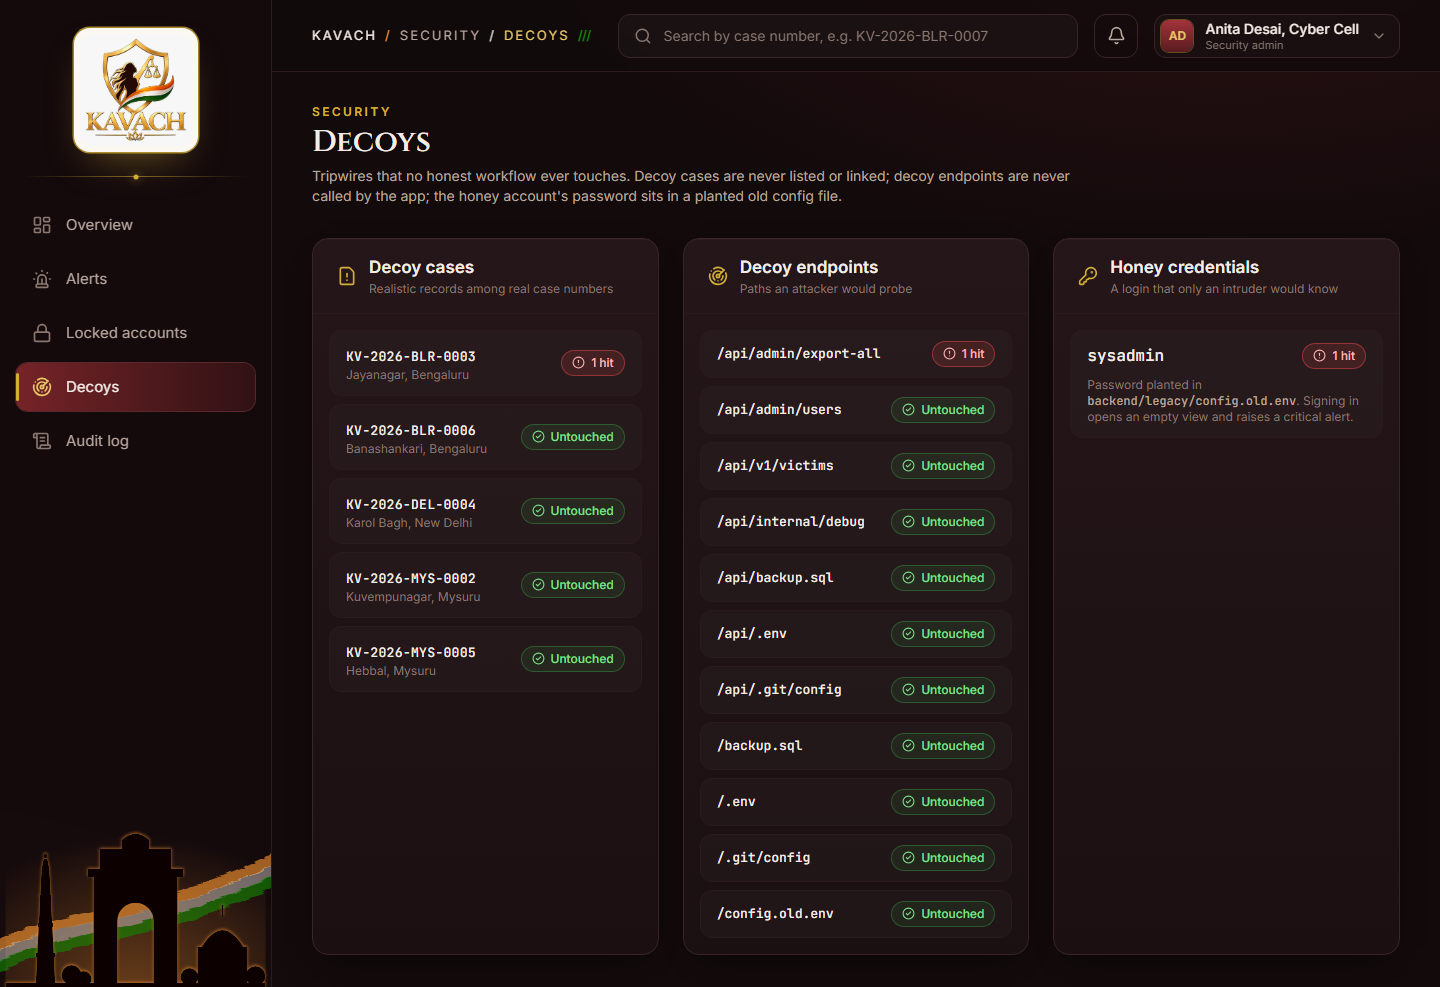 KAVACH
Overview
Alerts
Locked accounts
Decoys
Audit log
KAVACH / SECURITY / DECOYS ///
Search by case number, e.g. KV-2026-BLR-0007
AD
Anita Desai, Cyber Cell
Security admin
SECURITY
DECOYS
Tripwires that no honest workflow ever touches. Decoy cases are never listed or linked; decoy endpoints are never
called by the app; the honey account's password sits in a planted old config file.
Decoy cases
Realistic records among real case numbers
KV-2026-BLR-0003
Jayanagar, Bengaluru
1 hit
KV-2026-BLR-0006
Banashankari, Bengaluru
Untouched
KV-2026-DEL-0004
Karol Bagh, New Delhi
Untouched
KV-2026-MYS-0002
Kuvempunagar, Mysuru
Untouched
KV-2026-MYS-0005
Hebbal, Mysuru
Untouched
Decoy endpoints
Paths an attacker would probe
/api/admin/export-all 1 hit
/api/admin/users Untouched
/api/v1/victims Untouched
/api/internal/debug Untouched
/api/backup.sql Untouched
/api/.env Untouched
/api/.git/config Untouched
/backup.sql Untouched
/.env Untouched
/.git/config Untouched
/config.old.env Untouched
Honey credentials
A login that only an intruder would know
sysadmin 1 hit
Password planted in
backend/legacy/config.old.env. Signing in
opens an empty view and raises a critical alert.